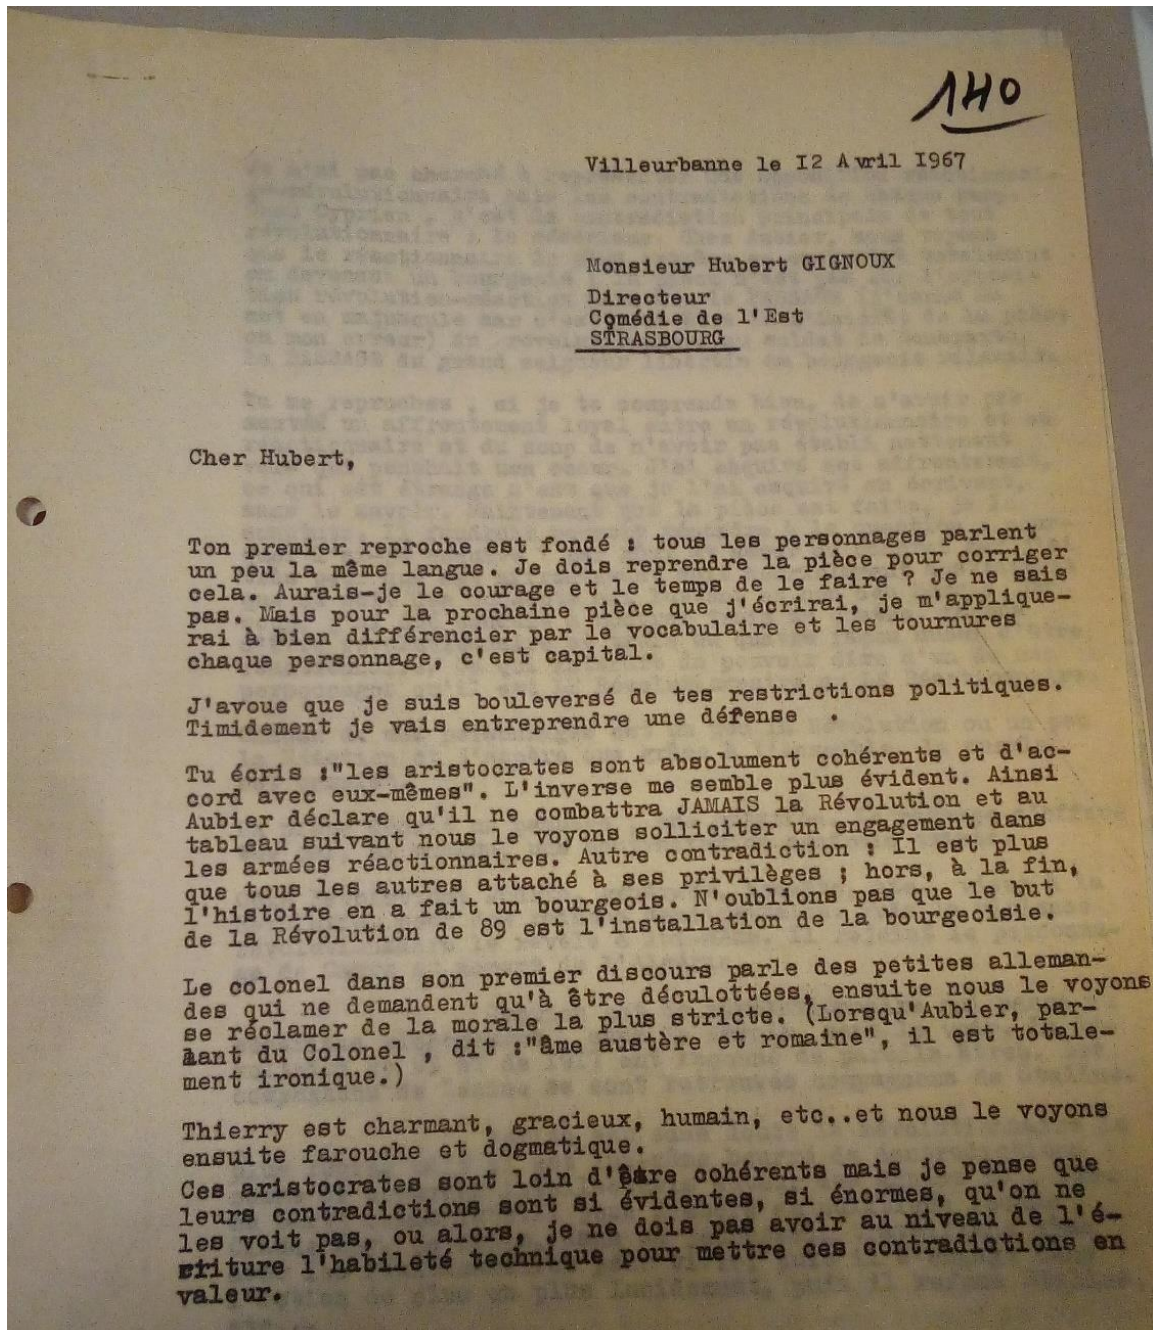 140
Villeurbanne le I2 Avril I967
Monsieur Hubert GIGNOUX
Directeur
Comédie de l'Est
STRASBOURG
Cher Hubert,
Ton premier reproche est fondé : tous les personnages parlent
un peu la même langue. Je dois reprendre la pièce pour corriger
cela. Aurais-je le courage et le temps de le faire ? Je ne sais
pas. Mais pour la prochaine pièce que j'écrirai, je m'applique-
rai à bien différencier par le vocabulaire et les tournures
chaque personnage, c'est capital.
J'avoue que je suis bouleversé de tes restrictions politiques.
Timidement je vais entreprendre une défense .
Tu écris :"les aristocrates sont absolument cohérents et d'ac-
cord avec eux-mêmes". L'inverse me semble plus évident. Ainsi
Aubier déclare qu'il ne combattra JAMAIS la Révolution et au
tableau suivant nous le voyons solliciter un engagement dans
les armées réactionnaires. Autre contradiction : Il est plus
que tous les autres attaché à ses privilèges ; hors, à la fin,
l'histoire en a fait un bourgeois. N'oublions pas que le but
de la Révolution de 89 est l'installation de la bourgeoisie.
Le colonel dans son premier discours parle des petites alleman-
des qui ne demandent qu'à être déculottées, ensuite nous le voyons
se réclamer de la morale la plus stricte. (Lorsqu'Aubier, par-
lant du Colonel , dit :"âme austère et romaine", il est totale-
ment ironique.)
Thierry est charmant, gracieux, humain, etc..et nous le voyons
ensuite farouche et dogmatique.
Ces aristocrates sont loin d'être cohérents mais je pense que
leurs contradictions sont si évidentes, si énormes, qu'on ne
les voit pas, ou alors, je ne dois pas avoir au niveau de l'é-
criture l'habileté technique pour mettre ces contradictions en
valeur.